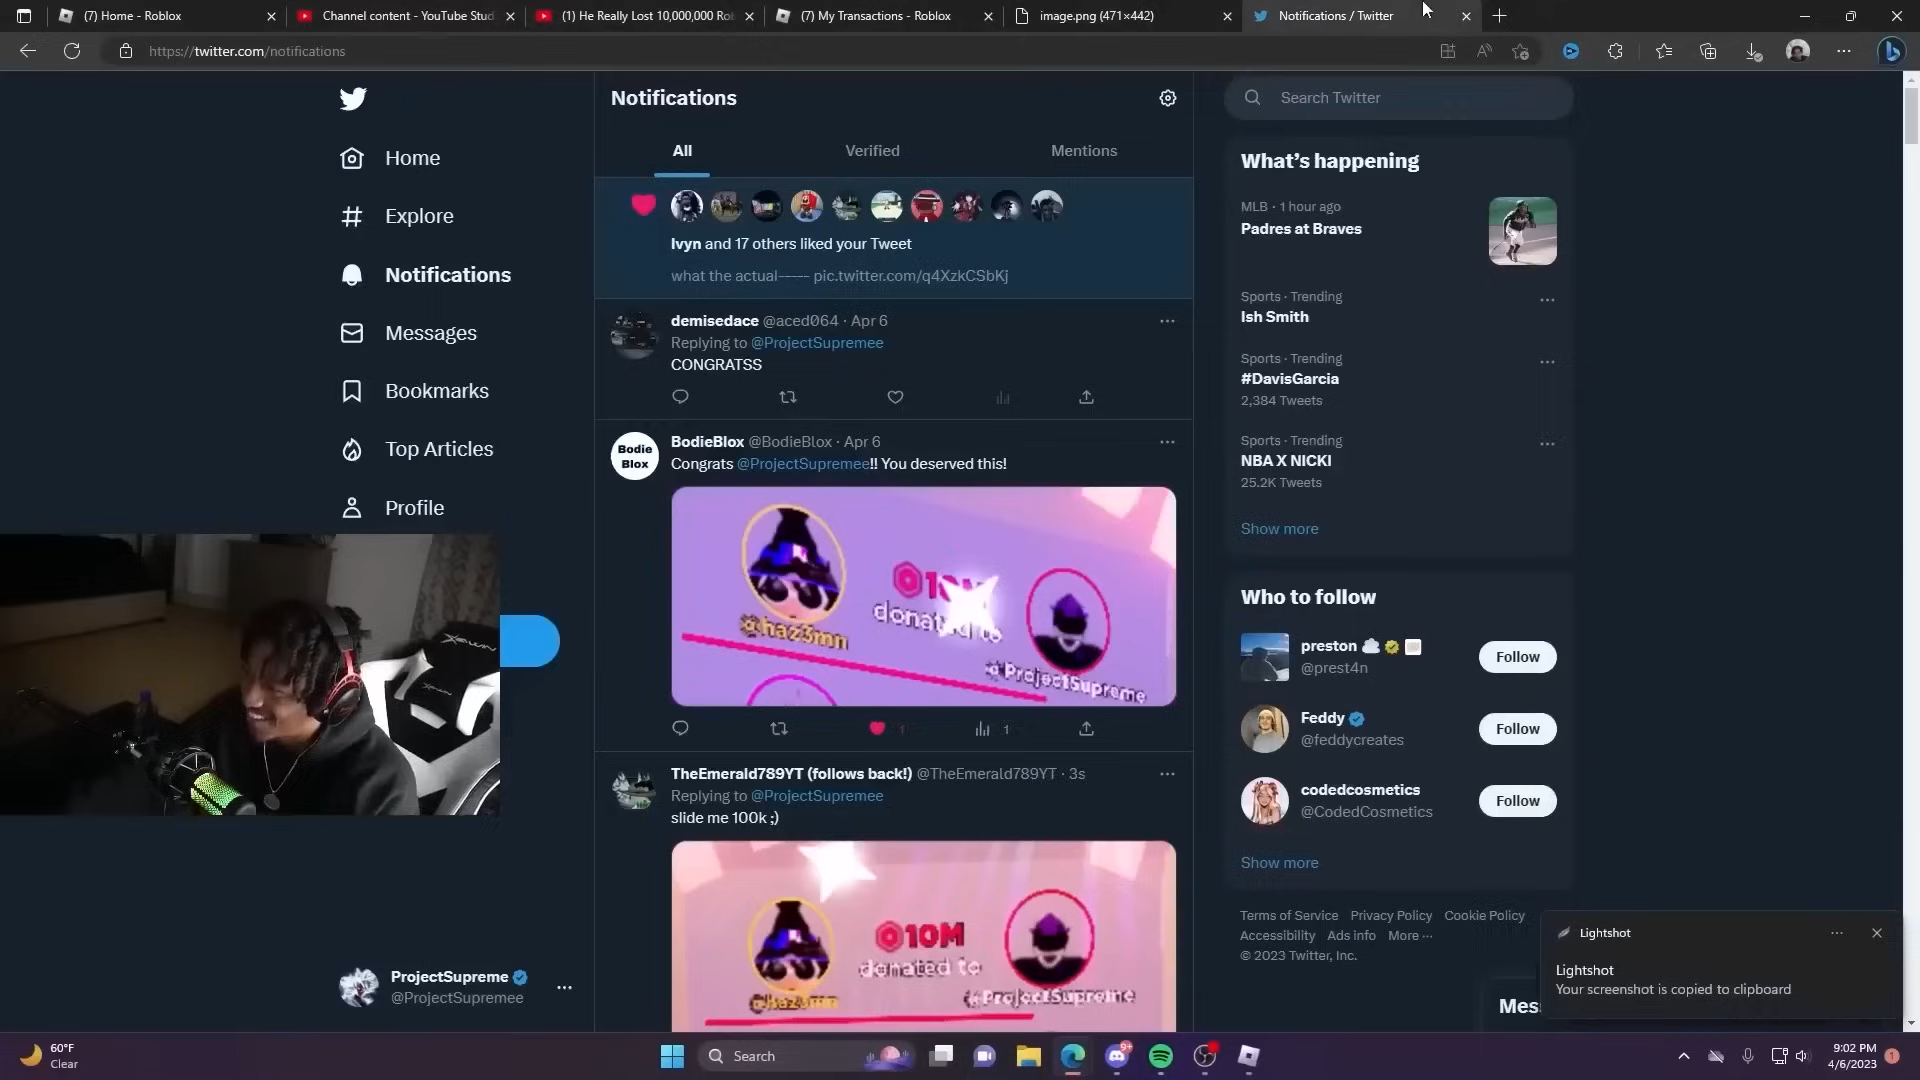 (7) Home - Roblox
Channel content - YouTube Stud
(1) He Really Lost 10,000,000 Ro
(7) My Transactions - Roblox
image.png (471×442)
Notifications / Twitter
https://twitter.com/notifications
Home
Explore
Notifications
Messages
Bookmarks
Top Articles
Profile
ProjectSupreme
@ProjectSupremee
Notifications
All
Verified
Mentions
Ivyn and 17 others liked your Tweet
what the actual----- pic.twitter.com/q4XzkCSbKj
demisedace @aced064 · Apr 6
Replying to @ProjectSupremee
CONGRATSS
Bodie
Blox
BodieBlox @BodieBlox · Apr 6
Congrats @ProjectSupremee!! You deserved this!
@haz3mn
donated to
@ProjectSupreme
1
1
TheEmerald789YT (follows back!) @TheEmerald789YT · 3s
Replying to @ProjectSupremee
slide me 100k ;)
10M
donated to
@haz3mn
@ProjectSupreme
Search Twitter
What's happening
MLB · 1 hour ago
Padres at Braves
Sports · Trending
Ish Smith
Sports · Trending
#DavisGarcia
2,384 Tweets
Sports · Trending
NBA X NICKI
25.2K Tweets
Show more
Who to follow
preston
@prest4n
Follow
Feddy
@feddycreates
Follow
codedcosmetics
@CodedCosmetics
Follow
Show more
Terms of Service Privacy Policy Cookie Policy
Accessibility Ads info More ···
© 2023 Twitter, Inc.
Lightshot
Lightshot
Your screenshot is copied to clipboard
60°F
Clear
Search
9+
9:02 PM
4/6/2023
1